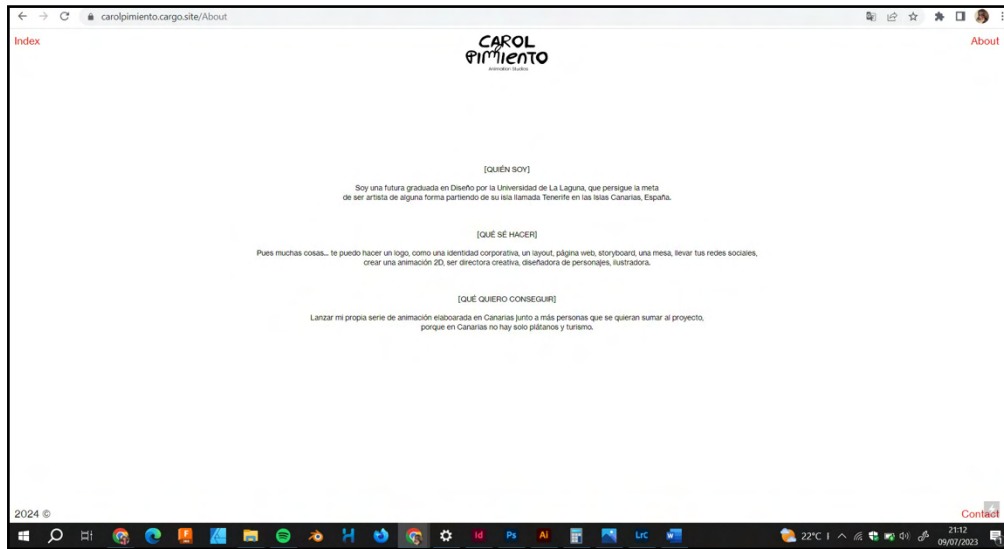 carolpimiento.cargo.site/About
Index
CAROL
PIMIENTO
Animation Studios
About
[QUIÉN SOY]
Soy una futura graduada en Diseño por la Universidad de La Laguna, que persigue la meta
de ser artista de alguna forma partiendo de su isla llamada Tenerife en las Islas Canarias, España.
[QUÉ SÉ HACER]
Pues muchas cosas... te puedo hacer un logo, como una identidad corporativa, un layout, página web, storyboard, una mesa, llevar tus redes sociales,
crear una animación 2D, ser directora creativa, diseñadora de personajes, ilustradora.
[QUÉ QUIERO CONSEGUIR]
Lanzar mi propia serie de animación elaboarada en Canarias junto a más personas que se quieran sumar al proyecto,
porque en Canarias no hay solo plátanos y turismo.
2024 ©
Contact
Id
Ps
Ai
LrC
W
22°C
21:12
09/07/2023